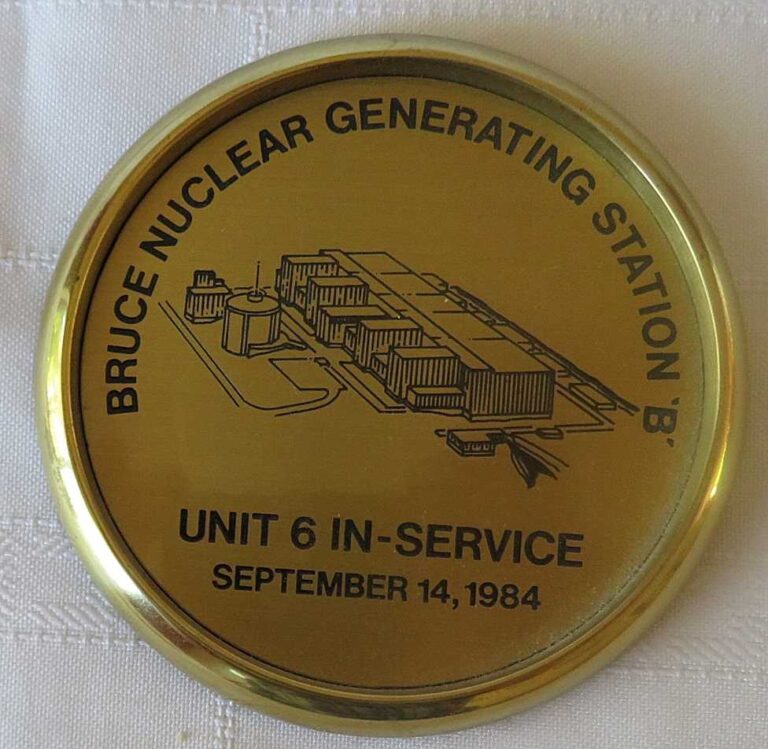 BRUCE NUCLEAR GENERATING STATION 'B'
UNIT 6 IN-SERVICE
SEPTEMBER 14, 1984